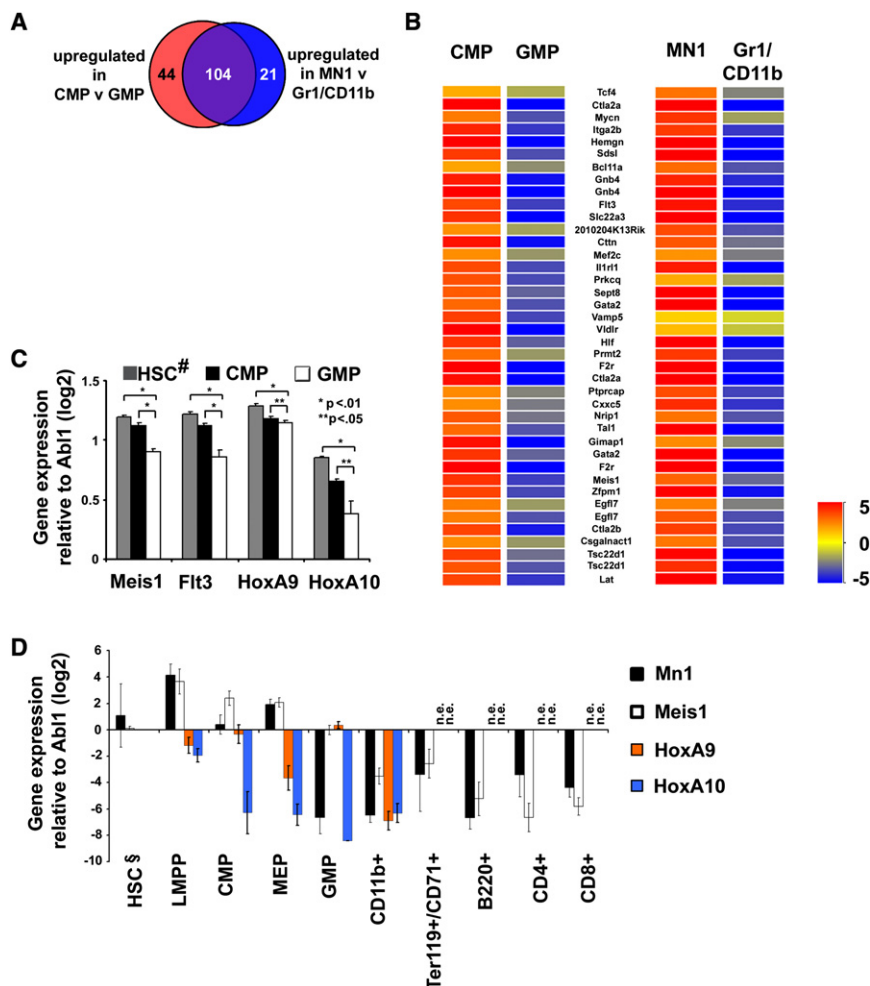 A
upregulated
in
CMP v GMP
44
104
21
upregulated
in MN1 v
Gr1/CD11b
B
CMP
GMP
MN1
Gr1/
CD11b
Tcf4
Ctla2a
Mycn
Itga2b
Hemgn
Sdsl
Bcl11a
Gnb4
Gnb4
Flt3
Slc22a3
2010204K13Rik
Cttn
Mef2c
Il1rl1
Prkcq
Sept8
Gata2
Vamp5
Vldlr
Hlf
Prmt2
F2r
Ctla2a
Ptprcap
Cxxc5
Nrip1
Tal1
Gimap1
Gata2
F2r
Meis1
Zfpm1
Egfl7
Egfl7
Ctla2b
Csgalnact1
Tsc22d1
Tsc22d1
Lat
5
0
-5
C
HSC#
CMP
GMP
Gene expression
relative to Abl1 (log2)
1.5
1
0.5
0
* * * ** * * ** *
* p<.01
**p<.05
Meis1
Flt3
HoxA9
HoxA10
D
Gene expression
relative to Abl1 (log2)
6
4
2
0
-2
-4
-6
-8
-10
n.e.
n.e.
n.e.
n.e.
n.e.
n.e.
n.e.
n.e.
HSC §
LMPP
CMP
MEP
GMP
CD11b+
Ter119+/CD71+
B220+
CD4+
CD8+
Mn1
Meis1
HoxA9
HoxA10